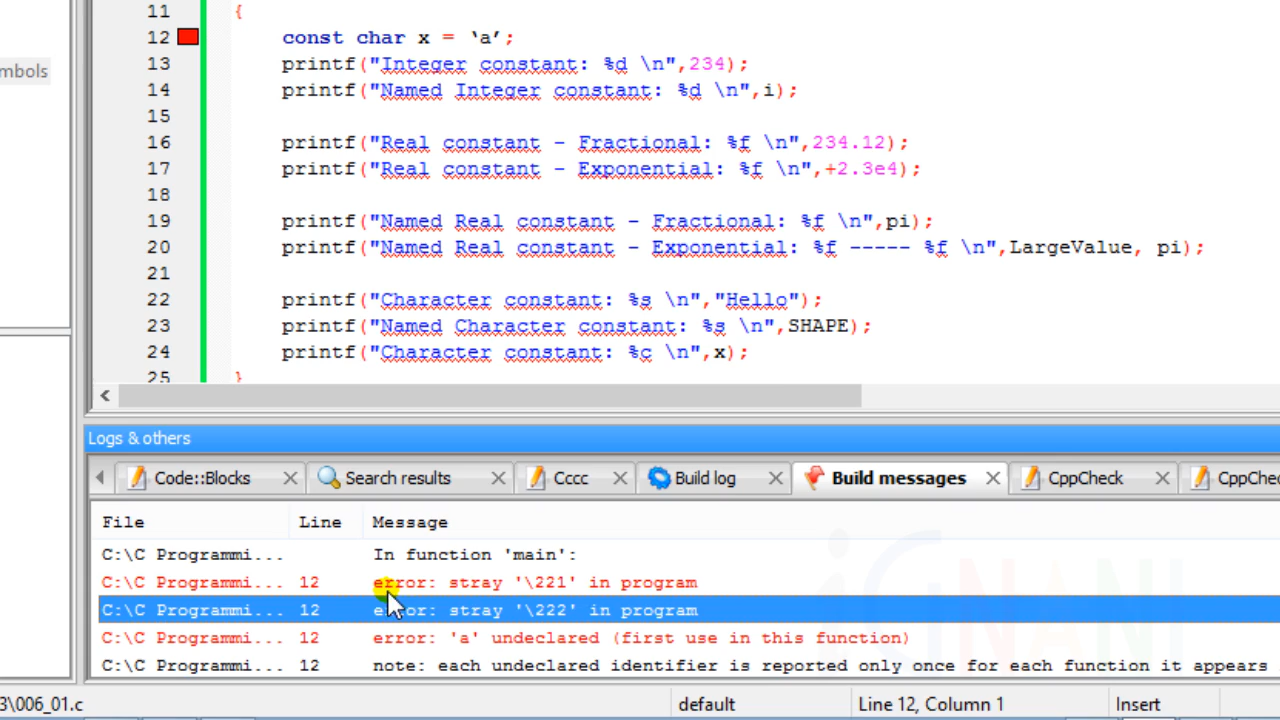 11 {
mbols
12 const char x = ‘a’;
13 printf("Integer constant: %d \n",234);
14 printf("Named Integer constant: %d \n",i);
15
16 printf("Real constant - Fractional: %f \n",234.12);
17 printf("Real constant - Exponential: %f \n",+2.3e4);
18
19 printf("Named Real constant - Fractional: %f \n",pi);
20 printf("Named Real constant - Exponential: %f ----- %f \n",LargeValue, pi);
21
22 printf("Character constant: %s \n","Hello");
23 printf("Named Character constant: %s \n",SHAPE);
24 printf("Character constant: %c \n",x);
25 }
Logs & others
Code::Blocks Search results Cccc Build log Build messages CppCheck CppChec
File Line Message
C:\C Programmi... In function 'main':
C:\C Programmi... 12 error: stray '\221' in program
C:\C Programmi... 12 error: stray '\222' in program
C:\C Programmi... 12 error: 'a' undeclared (first use in this function)
C:\C Programmi... 12 note: each undeclared identifier is reported only once for each function it appears
3\006_01.c default Line 12, Column 1 Insert